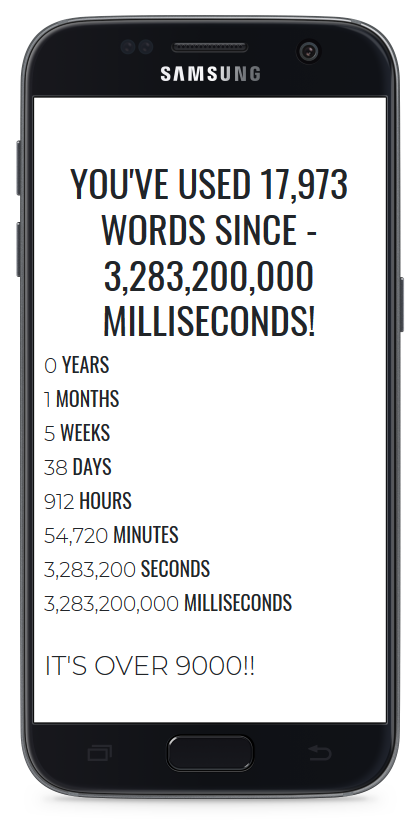 SAMSUNG
YOU'VE USED 17,973
WORDS SINCE -
3,283,200,000
MILLISECONDS!
0 YEARS
1 MONTHS
5 WEEKS
38 DAYS
912 HOURS
54,720 MINUTES
3,283,200 SECONDS
3,283,200,000 MILLISECONDS
IT'S OVER 9000!!